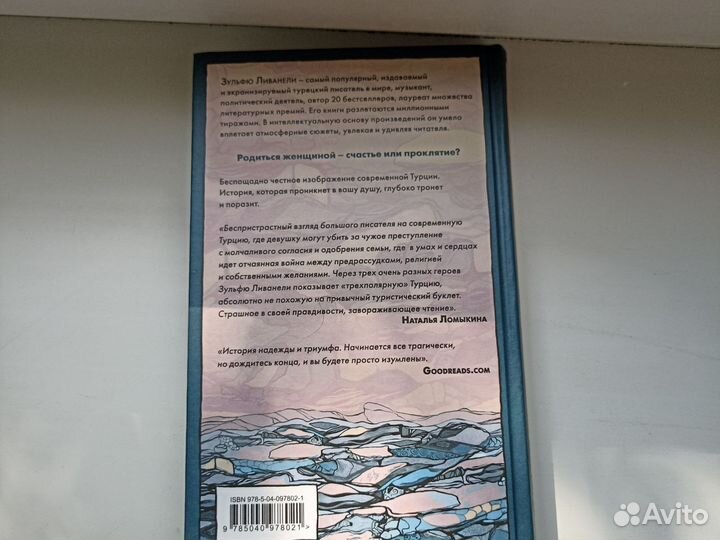 Зульфю Ливанели – самый популярный, издаваемый
и экранизируемый турецкий писатель в мире, музыкант,
политический деятель, автор 20 бестселлеров, лауреат множества
литературных премий. Его книги разлетаются миллионными
тиражами. В интеллектуальную основу произведений он умело
вплетает атмосферные сюжеты, увлекая и удивляя читателя.
Родиться женщиной – счастье или проклятие?
Беспощадно честное изображение современной Турции.
История, которая проникнет в вашу душу, глубоко тронет
и поразит.
«Беспристрастный взгляд большого писателя на современную
Турцию, где девушку могут убить за чужое преступление
с молчаливого согласия и одобрения семьи, где в умах и сердцах
идет отчаянная война между предрассудками, религией
и собственными желаниями. Через трех очень разных героев
Зульфю Ливанели показывает «трехполярную» Турцию,
абсолютно не похожую на привычный туристический буклет.
Страшное в своей правдивости, завораживающее чтение».
Наталья Ломыкина
«История надежды и триумфа. Начинается все трагически,
но дождитесь конца, и вы будете просто изумлены».
Goodreads.com
ISBN 978-5-04-097802-1
9 785040 978021 >
Avito